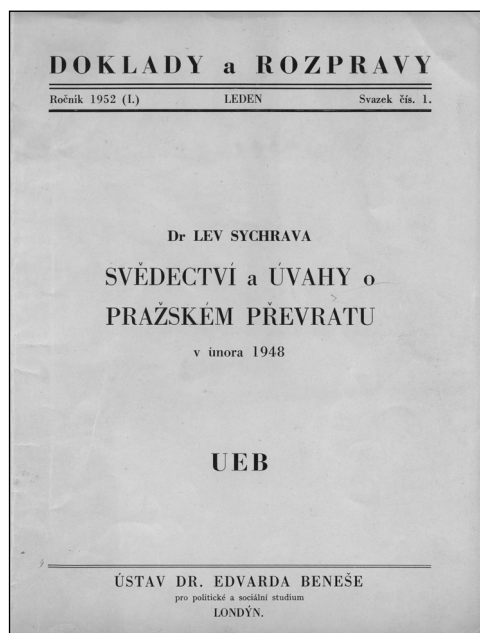 DOKLADY a ROZPRAVY
Ročník 1952 (I.) LEDEN Svazek čís. 1.
Dr LEV SYCHRAVA
SVĚDECTVÍ a ÚVAHY o
PRAŽSKÉM PŘEVRATU
v února 1948
UEB
ÚSTAV DR. EDVARDA BENEŠE
pro politické a sociální studium
LONDÝN.